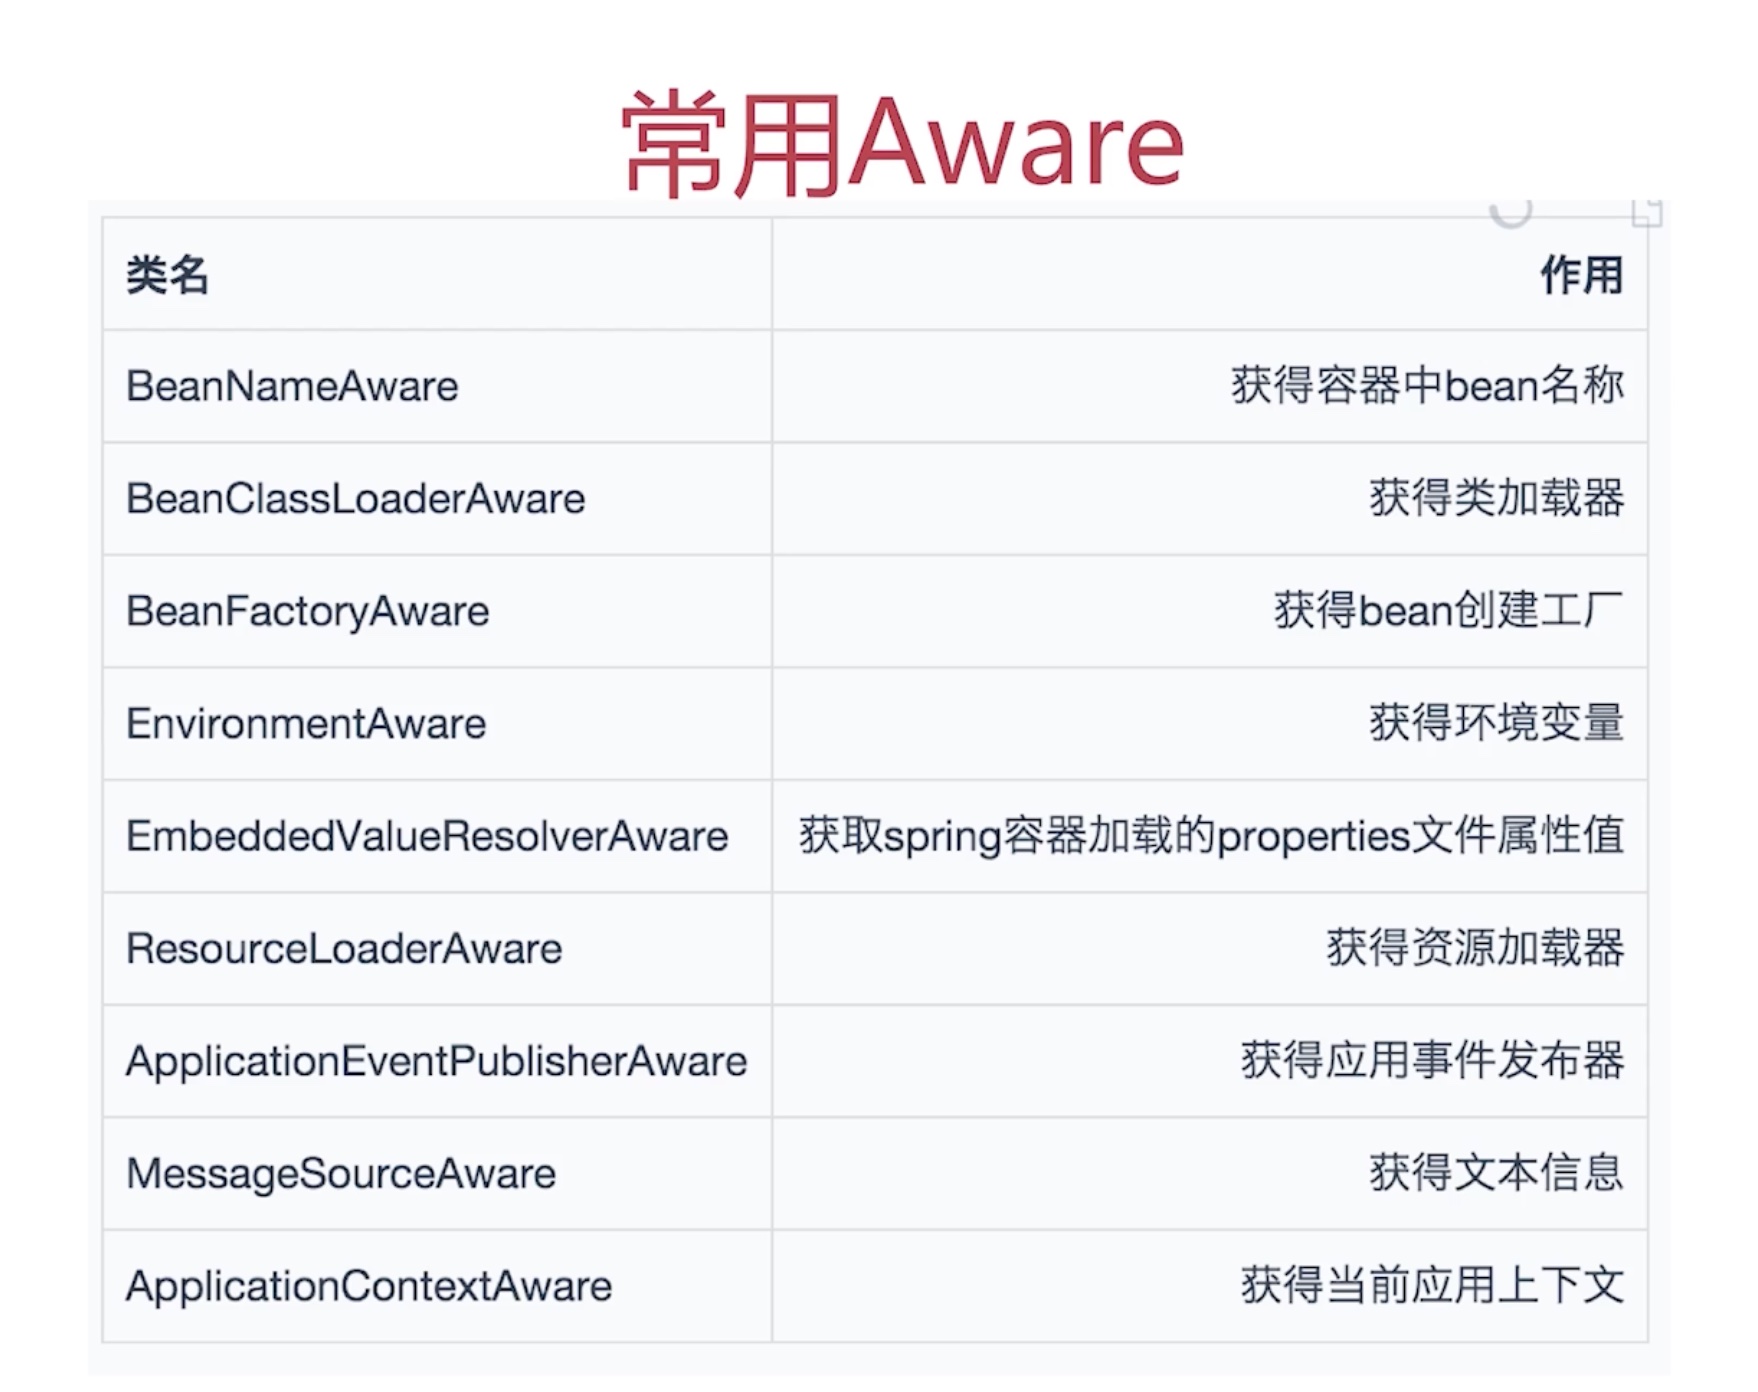 常用Aware
类名 作用
BeanNameAware 获得容器中bean名称
BeanClassLoaderAware 获得类加载器
BeanFactoryAware 获得bean创建工厂
EnvironmentAware 获得环境变量
EmbeddedValueResolverAware 获取spring容器加载的properties文件属性值
ResourceLoaderAware 获得资源加载器
ApplicationEventPublisherAware 获得应用事件发布器
MessageSourceAware 获得文本信息
ApplicationContextAware 获得当前应用上下文